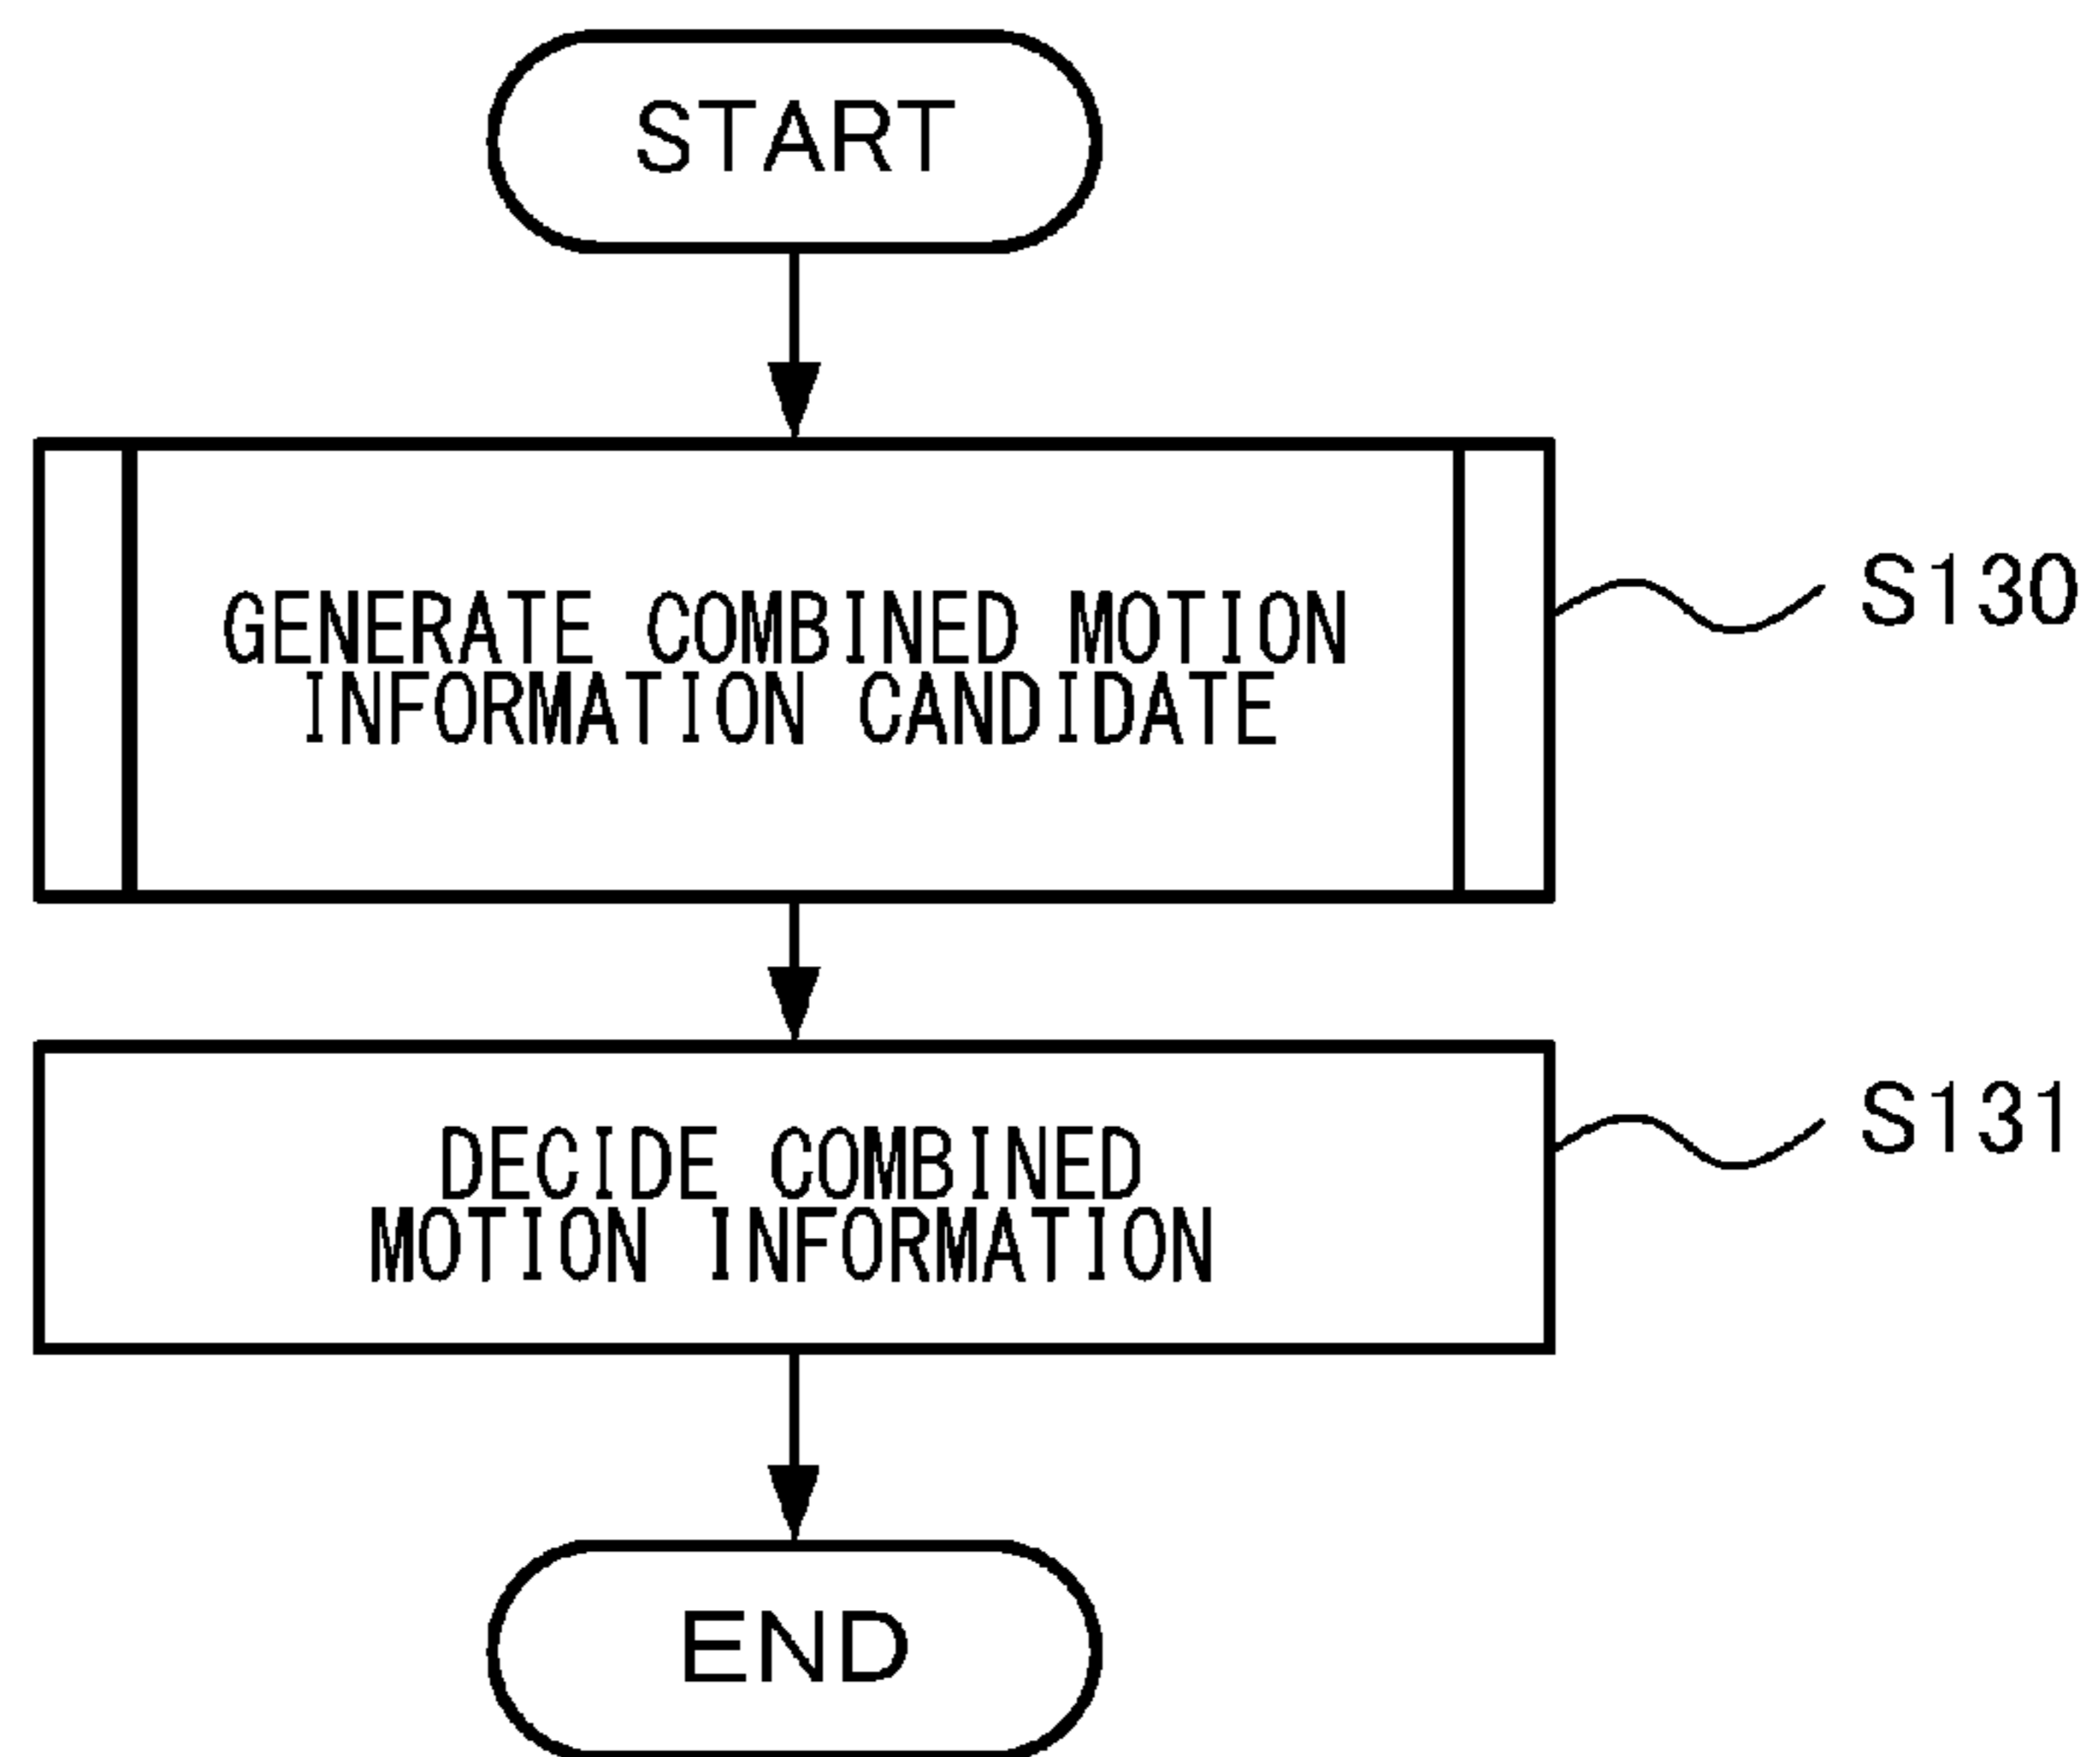 START
GENERATE COMBINED MOTION
INFORMATION CANDIDATE
S130
DECIDE COMBINED
MOTION INFORMATION
S131
END